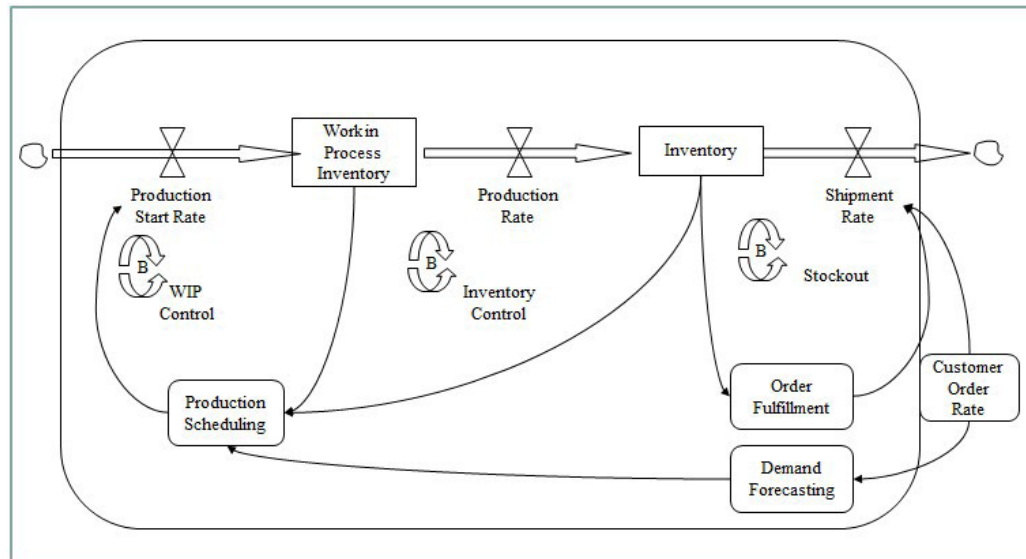 Work in
Process
Inventory
Inventory
Production
Start Rate
Production
Rate
Shipment
Rate
B
WIP
Control
B
Inventory
Control
B
Stockout
Production
Scheduling
Order
Fulfillment
Customer
Order
Rate
Demand
Forecasting